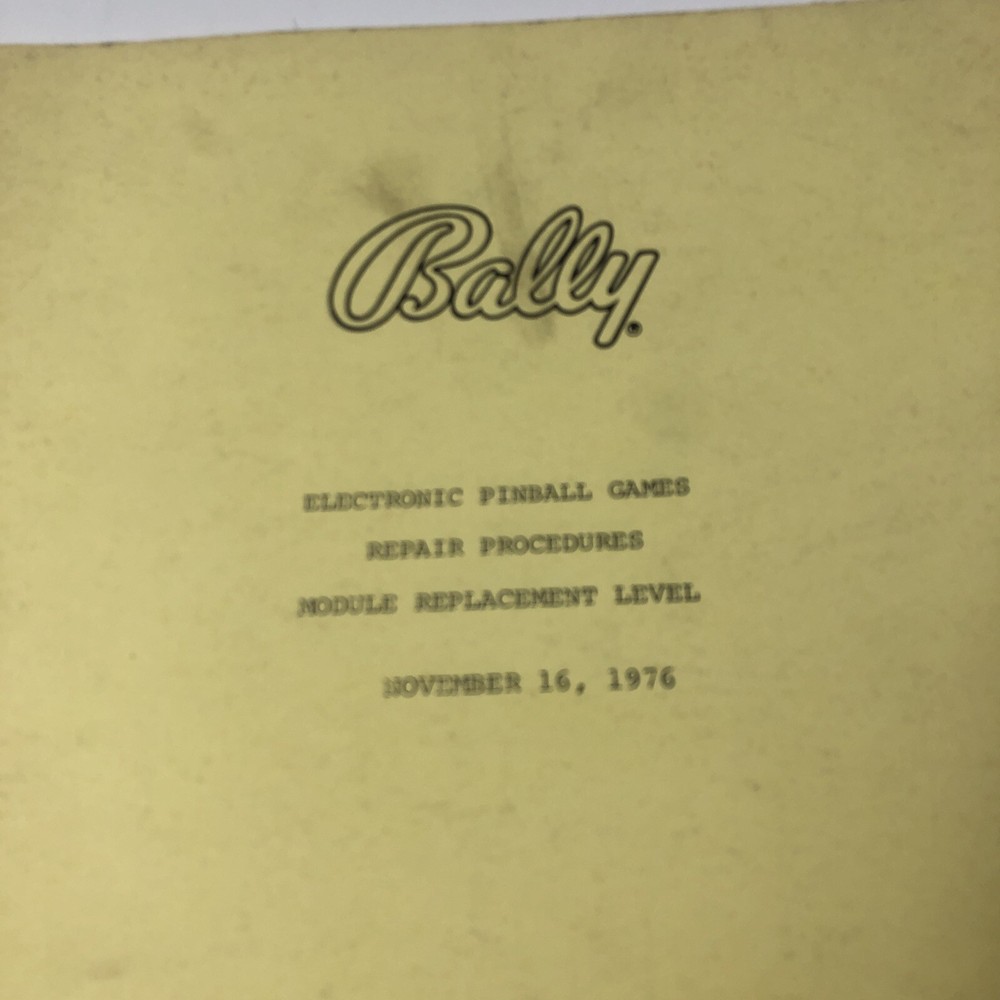 Bally®
ELECTRONIC PINBALL GAMES
REPAIR PROCEDURES
MODULE REPLACEMENT LEVEL
NOVEMBER 16, 1976